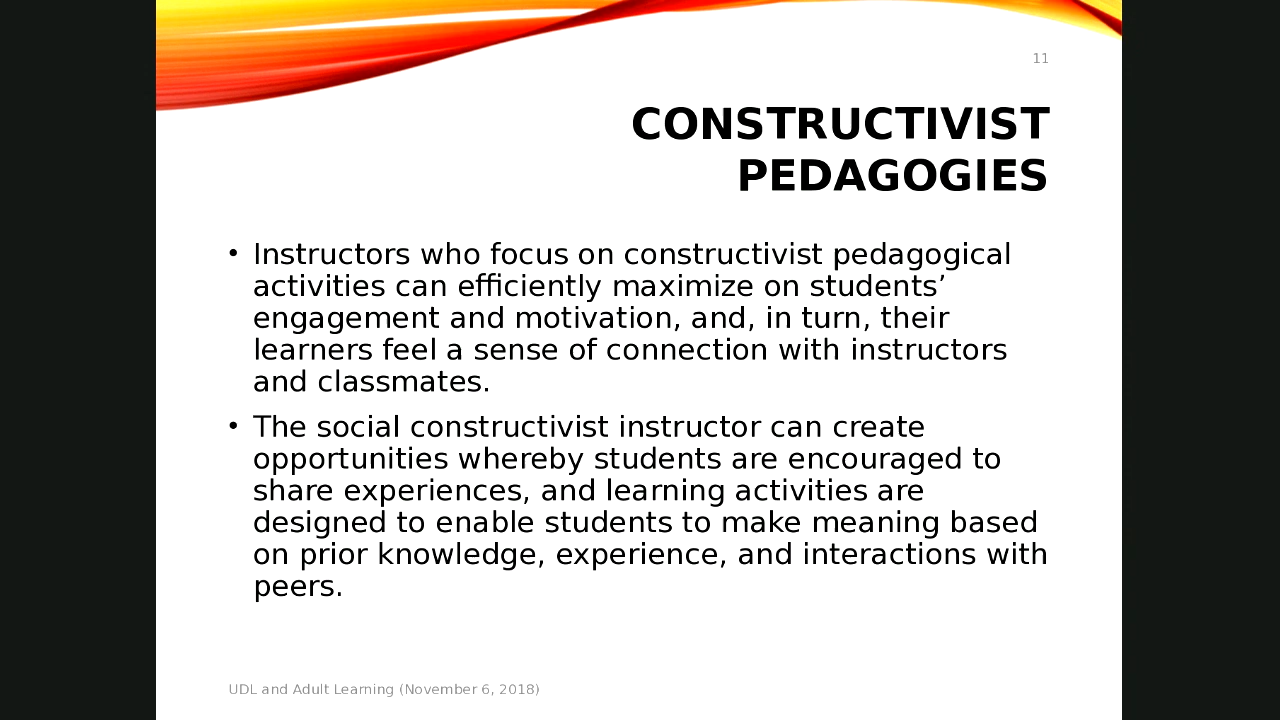 11
CONSTRUCTIVIST
PEDAGOGIES
• Instructors who focus on constructivist pedagogical
activities can efficiently maximize on students’
engagement and motivation, and, in turn, their
learners feel a sense of connection with instructors
and classmates.
• The social constructivist instructor can create
opportunities whereby students are encouraged to
share experiences, and learning activities are
designed to enable students to make meaning based
on prior knowledge, experience, and interactions with
peers.
UDL and Adult Learning (November 6, 2018)